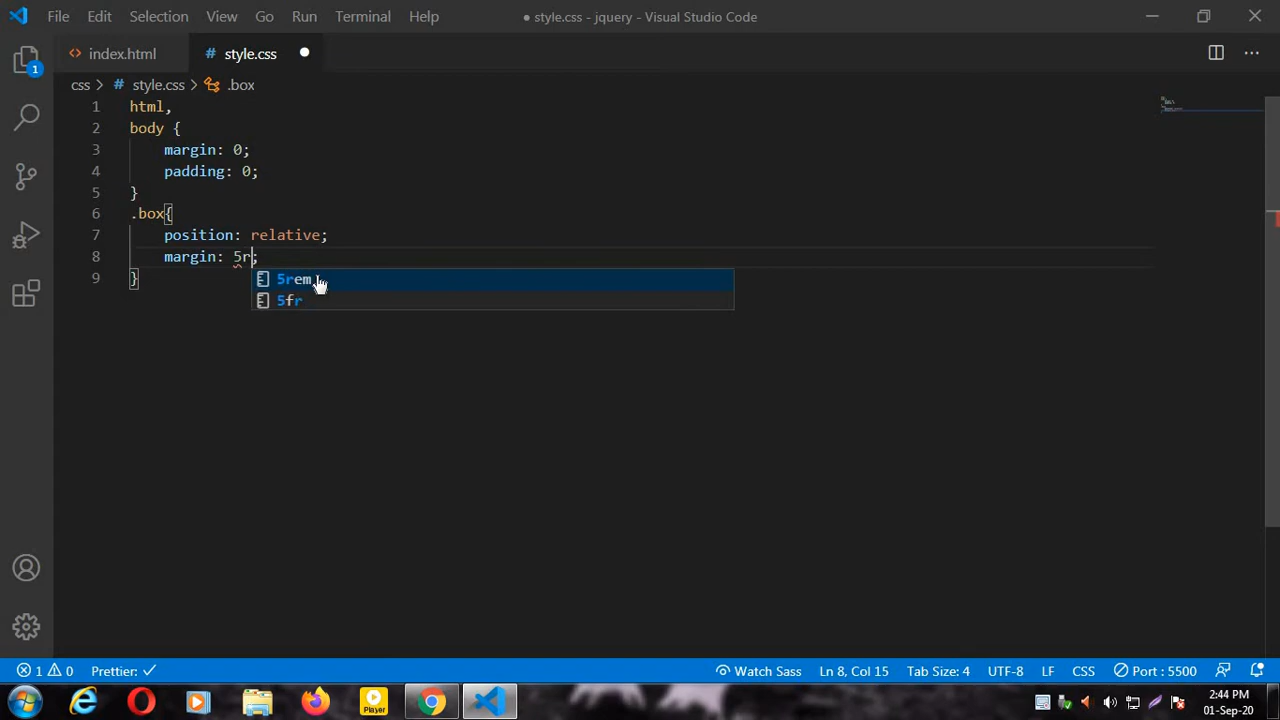 File Edit Selection View Go Run Terminal Help ● style.css - jquery - Visual Studio Code
index.html # style.css
css > # style.css > .box
1 html,
2 body {
3 margin: 0;
4 padding: 0;
5 }
6 .box{
7 position: relative;
8 margin: 5r;
9 }
5rem
5fr
1
1 0 Prettier: ✓ Watch Sass Ln 8, Col 15 Tab Size: 4 UTF-8 LF CSS Port : 5500
Player
2:44 PM
01-Sep-20